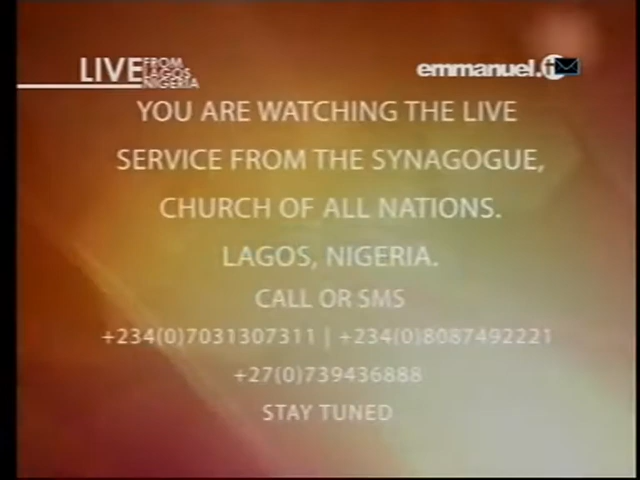 LIVE FROM LAGOS NIGERIA
emmanuel.tv
YOU ARE WATCHING THE LIVE
SERVICE FROM THE SYNAGOGUE,
CHURCH OF ALL NATIONS.
LAGOS, NIGERIA.
CALL OR SMS
+234(0)7031307311 | +234(0)8087492221
+27(0)739436888
STAY TUNED